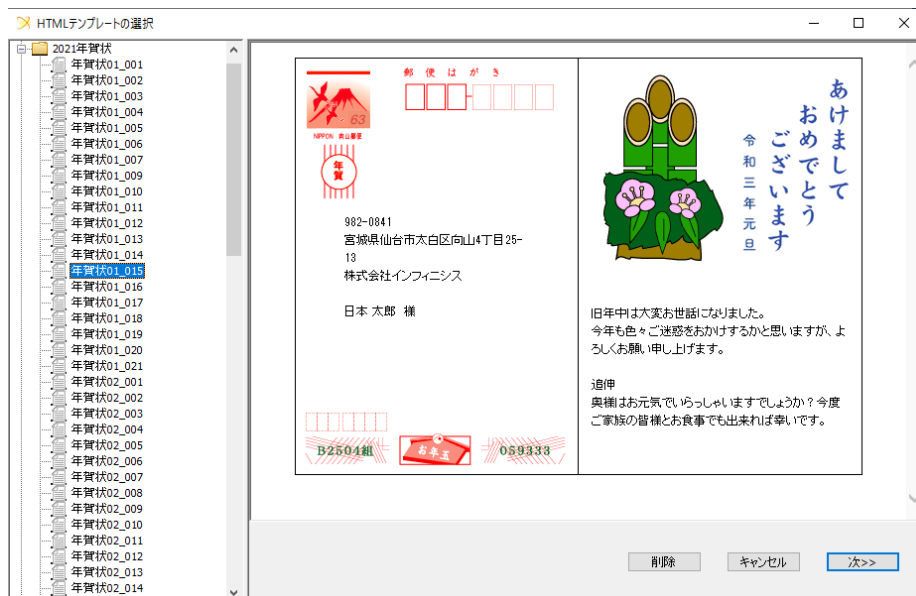 HTMLテンプレートの選択
2021年賀状
年賀状01_001
年賀状01_002
年賀状01_003
年賀状01_004
年賀状01_005
年賀状01_006
年賀状01_007
年賀状01_009
年賀状01_010
年賀状01_011
年賀状01_012
年賀状01_013
年賀状01_014
年賀状01_015
年賀状01_016
年賀状01_017
年賀状01_018
年賀状01_019
年賀状01_020
年賀状01_021
年賀状02_001
年賀状02_002
年賀状02_003
年賀状02_004
年賀状02_005
年賀状02_006
年賀状02_007
年賀状02_008
年賀状02_009
年賀状02_010
年賀状02_011
年賀状02_012
年賀状02_013
年賀状02_014
郵便はがき
63
NIPPON 向山郵便
年賀
982-0841
宮城県仙台市太白区向山4丁目25-
13
株式会社インフィニシス
日本 太郎 様
B2504組
お年玉
059333
あけまして
おめでとう
ございます
令和三年元旦
旧年中は大変お世話になりました。
今年も色々ご迷惑をおかけするかと思いますが、よ
ろしくお願い申し上げます。
追伸
奥様はお元気でいらっしゃいますでしょうか？今度
ご家族の皆様とお食事でも出来れば幸いです。
削除
キャンセル
次>>